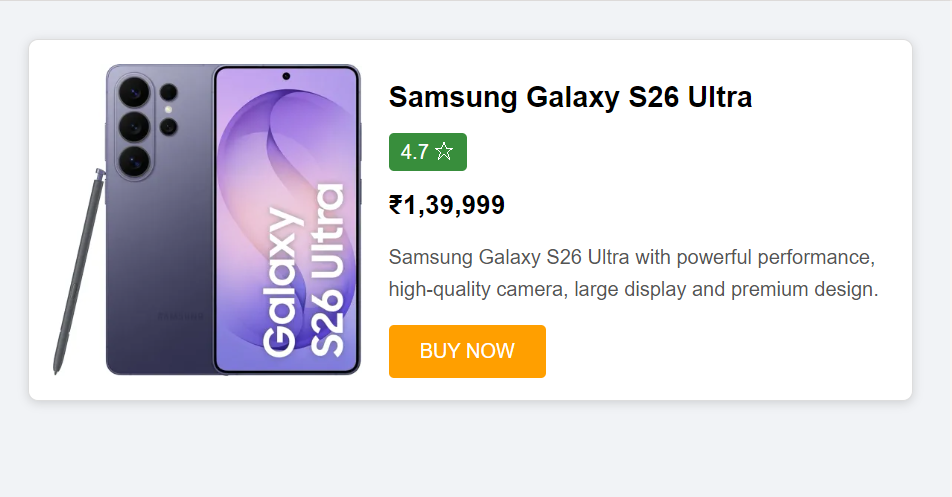 Galaxy
S26 Ultra
Samsung Galaxy S26 Ultra
4.7 ☆
₹1,39,999
Samsung Galaxy S26 Ultra with powerful performance,
high-quality camera, large display and premium design.
BUY NOW